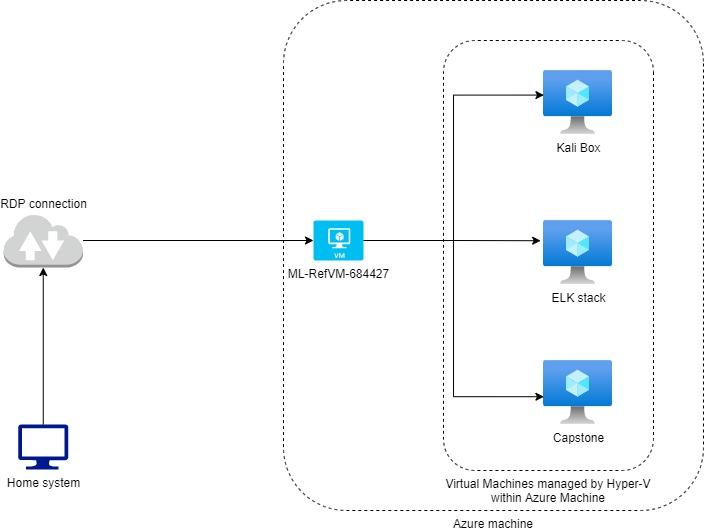 Kali Box
RDP connection
VM
ML-RefVM-684427
ELK stack
Capstone
Home system
Virtual Machines managed by Hyper-V
within Azure Machine
Azure machine